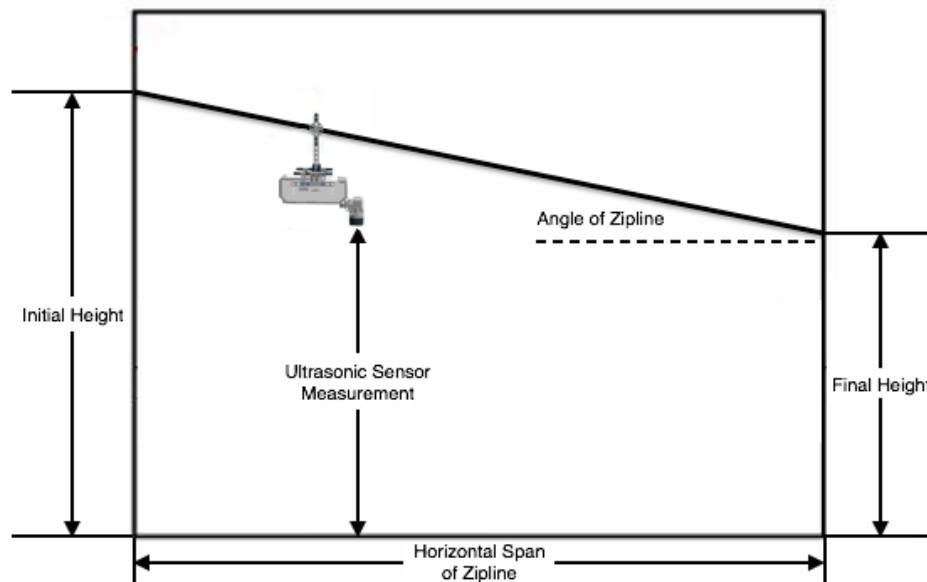 Angle of Zipline
Initial Height
Ultrasonic Sensor
Measurement
Final Height
Horizontal Span
of Zipline